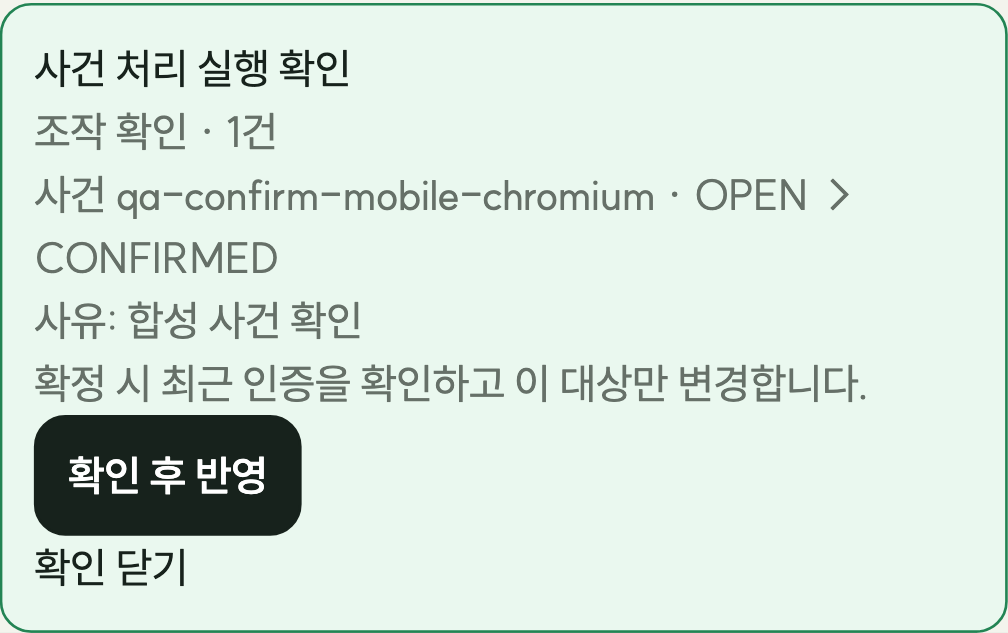 사건 처리 실행 확인
조작 확인 · 1건
사건 qa-confirm-mobile-chromium · OPEN >
CONFIRMED
사유: 합성 사건 확인
확정 시 최근 인증을 확인하고 이 대상만 변경합니다.
확인 후 반영
확인 닫기